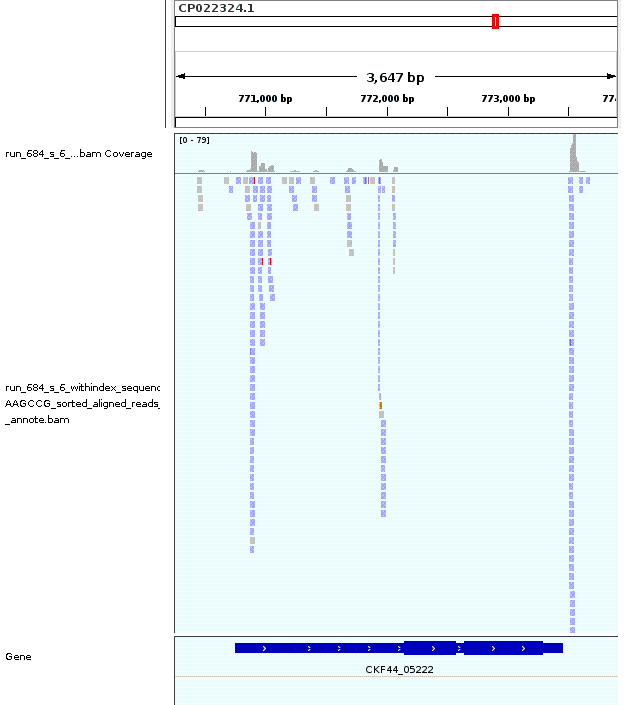 CP022324.1
3,647 bp
771,000 bp 772,000 bp 773,000 bp 774
[0 - 79]
run_684_s_6_...bam Coverage
run_684_s_6_withindex_sequenc
AAGCCG_sorted_aligned_reads_
_annote.bam
Gene
CKF44_05222